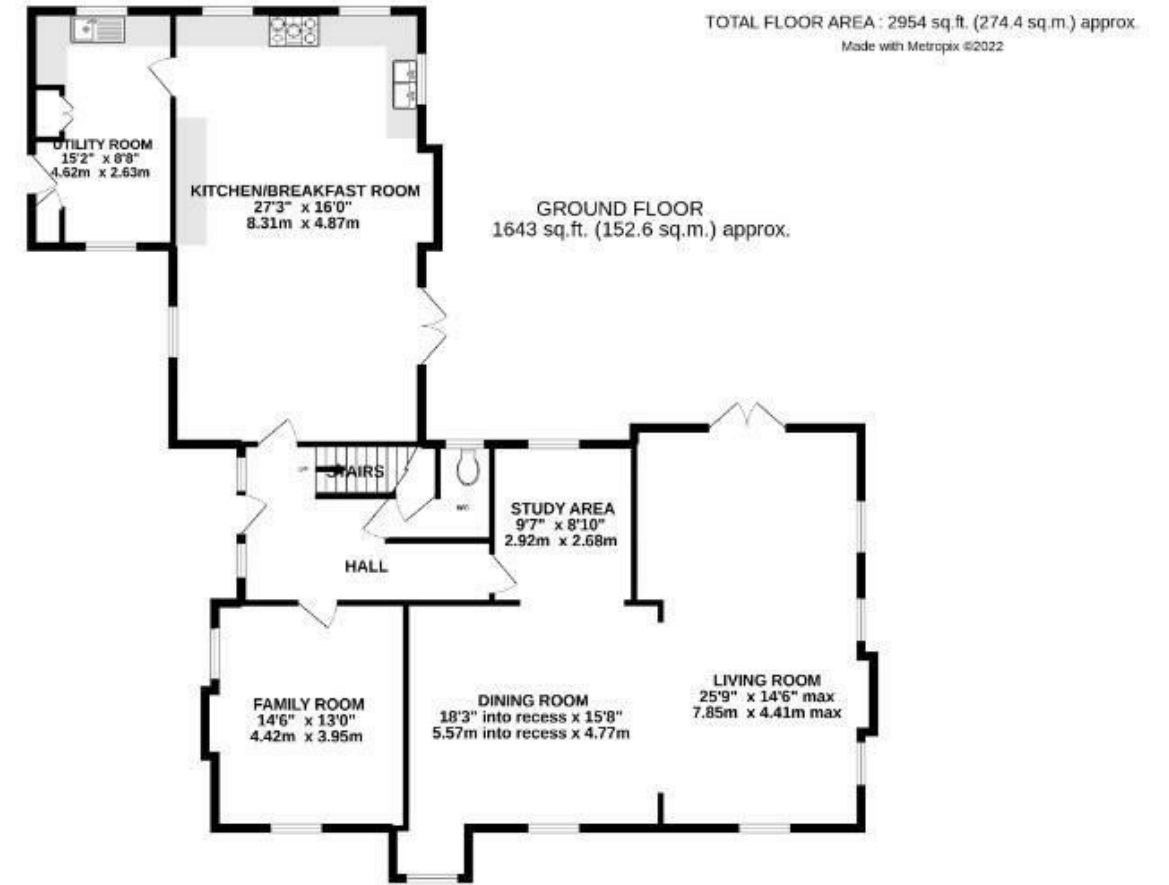 TOTAL FLOOR AREA : 2954 sq.ft. (274.4 sq.m.) approx.
Made with Metropix ©2022
UTILITY ROOM
15'2" x 8'8"
4.62m x 2.63m
KITCHEN/BREAKFAST ROOM
27'3" x 16'0"
8.31m x 4.87m
GROUND FLOOR
1643 sq.ft. (152.6 sq.m.) approx.
UP
STAIRS
WC
STUDY AREA
9'7" x 8'10"
2.92m x 2.68m
HALL
FAMILY ROOM
14'6" x 13'0"
4.42m x 3.95m
DINING ROOM
18'3" into recess x 15'8"
5.57m into recess x 4.77m
LIVING ROOM
25'9" x 14'6" max
7.85m x 4.41m max